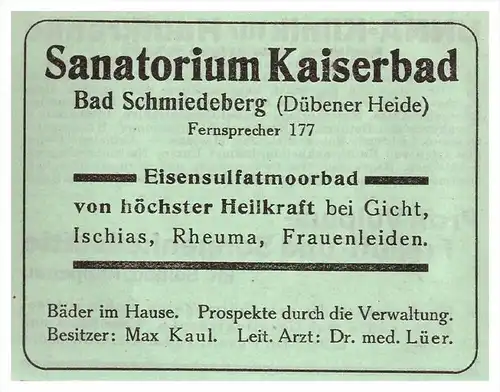 Sanatorium Kaiserbad
Bad Schmiedeberg (Dübener Heide)
Fernsprecher 177
Eisensulfatmoorbad
von höchster Heilkraft bei Gicht,
Ischias, Rheuma, Frauenleiden.
Bäder im Hause. Prospekte durch die Verwaltung.
Besitzer: Max Kaul. Leit. Arzt: Dr. med. Lüer.